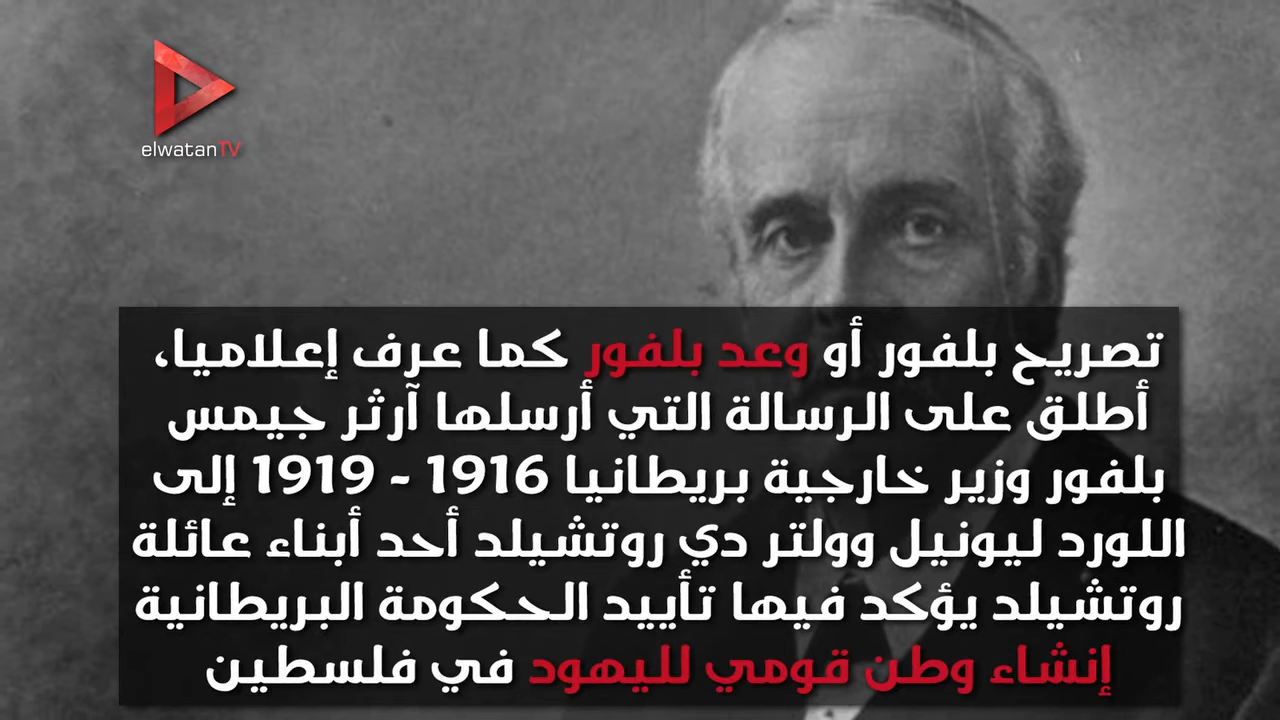 elwatanTV
تصريح بلفور أو وعد بلفور كما عرف إعلاميا،
أطلق على الرسالة التي أرسلها آرثر جيمس
بلفور وزير خارجية بريطانيا 1916 - 1919 إلى
اللورد ليونيل وولتر دي روتشيلد أحد أبناء عائلة
روتشيلد يؤكد فيها تأييد الحكومة البريطانية
إنشاء وطن قومي لليهود في فلسطين